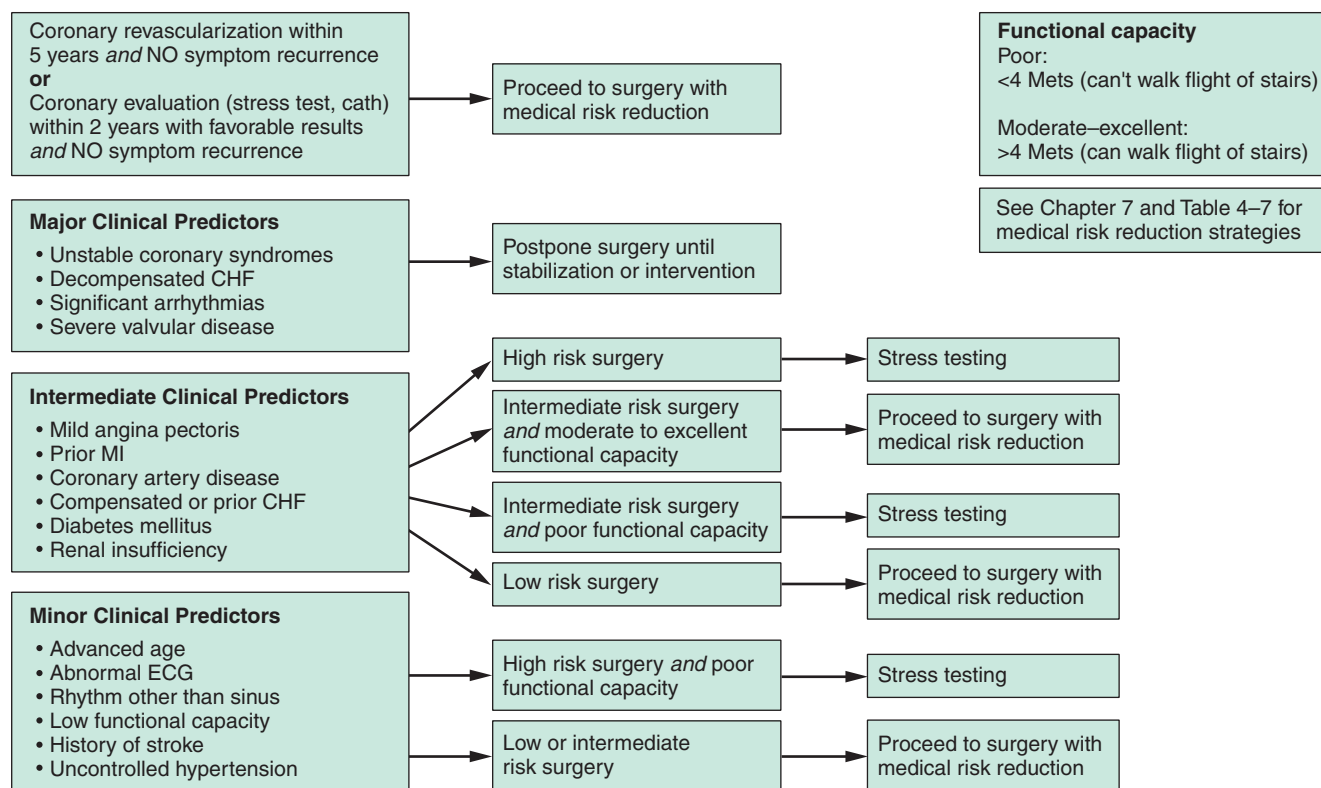 Coronary revascularization within
5 years and NO symptom recurrence
or
Coronary evaluation (stress test, cath)
within 2 years with favorable results
and NO symptom recurrence
Proceed to surgery with
medical risk reduction
Functional capacity
Poor:
<4 Mets (can't walk flight of stairs)
Moderate–excellent:
>4 Mets (can walk flight of stairs)
See Chapter 7 and Table 4–7 for
medical risk reduction strategies
Major Clinical Predictors
• Unstable coronary syndromes
• Decompensated CHF
• Significant arrhythmias
• Severe valvular disease
Postpone surgery until
stabilization or intervention
Intermediate Clinical Predictors
• Mild angina pectoris
• Prior MI
• Coronary artery disease
• Compensated or prior CHF
• Diabetes mellitus
• Renal insufficiency
High risk surgery
Stress testing
Intermediate risk surgery
and moderate to excellent
functional capacity
Proceed to surgery with
medical risk reduction
Intermediate risk surgery
and poor functional capacity
Stress testing
Low risk surgery
Proceed to surgery with
medical risk reduction
Minor Clinical Predictors
• Advanced age
• Abnormal ECG
• Rhythm other than sinus
• Low functional capacity
• History of stroke
• Uncontrolled hypertension
High risk surgery and poor
functional capacity
Stress testing
Low or intermediate
risk surgery
Proceed to surgery with
medical risk reduction